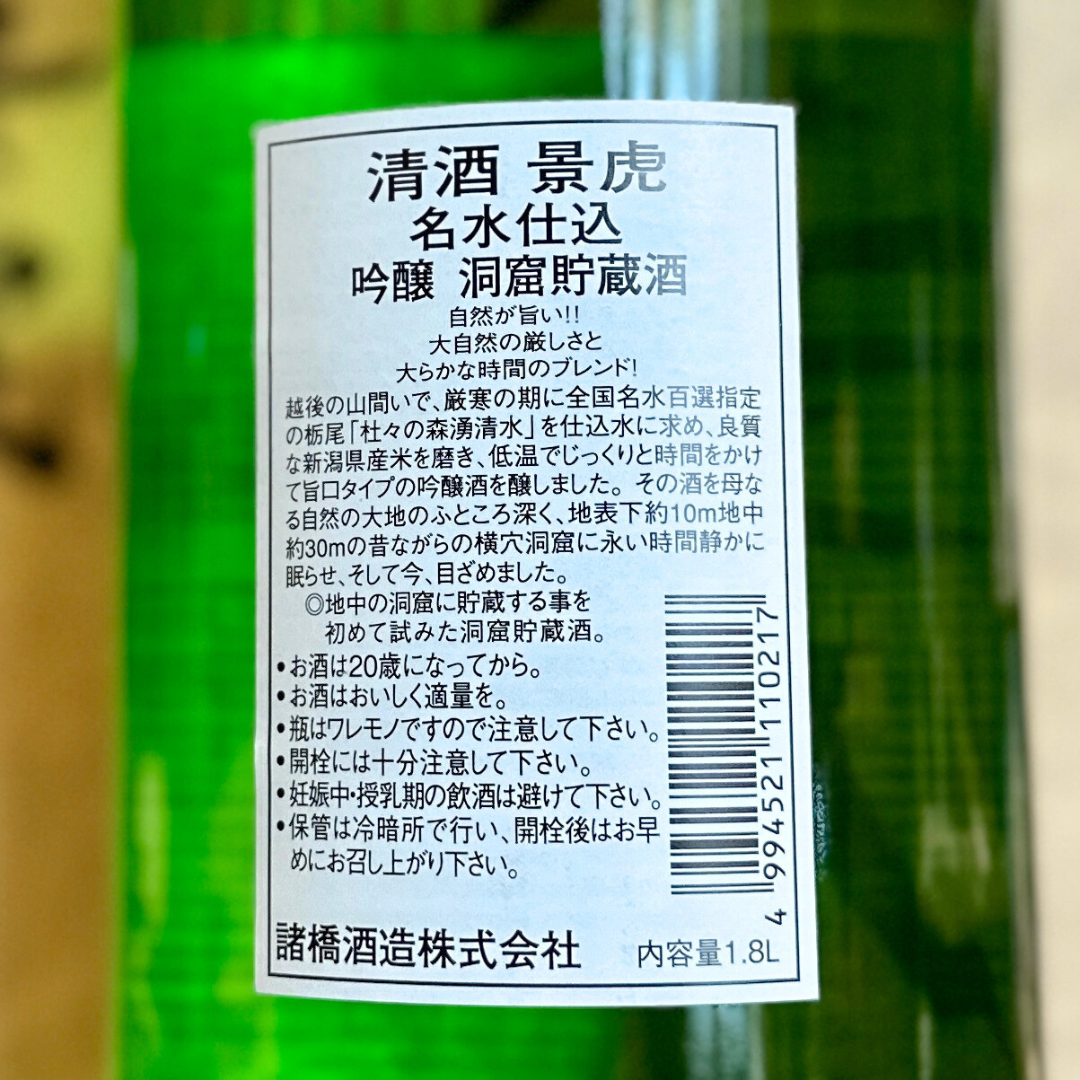 清酒 景虎
名水仕込
吟醸 洞窟貯蔵酒
自然が旨い!!
大自然の厳しさと
大らかな時間のブレンド!
越後の山間いで、厳寒の期に全国名水百選指定
の栃尾「杜々の森湧清水」を仕込水に求め、良質
な新潟県産米を磨き、低温でじっくりと時間をかけ
て旨口タイプの吟醸酒を醸しました。その酒を母な
る自然の大地のふところ深く、地表下約10m地中
約30mの昔ながらの横穴洞窟に永い時間静かに
眠らせ、そして今、目ざめました。
◎地中の洞窟に貯蔵する事を
初めて試みた洞窟貯蔵酒。
•お酒は20歳になってから。
•お酒はおいしく適量を。
•瓶はワレモノですので注意して下さい。
•開栓には十分注意して下さい。
•妊娠中・授乳期の飲酒は避けて下さい。
•保管は冷暗所で行い、開栓後はお早
めにお召し上がり下さい。
4 994521 110217
諸橋酒造株式会社
内容量1.8L